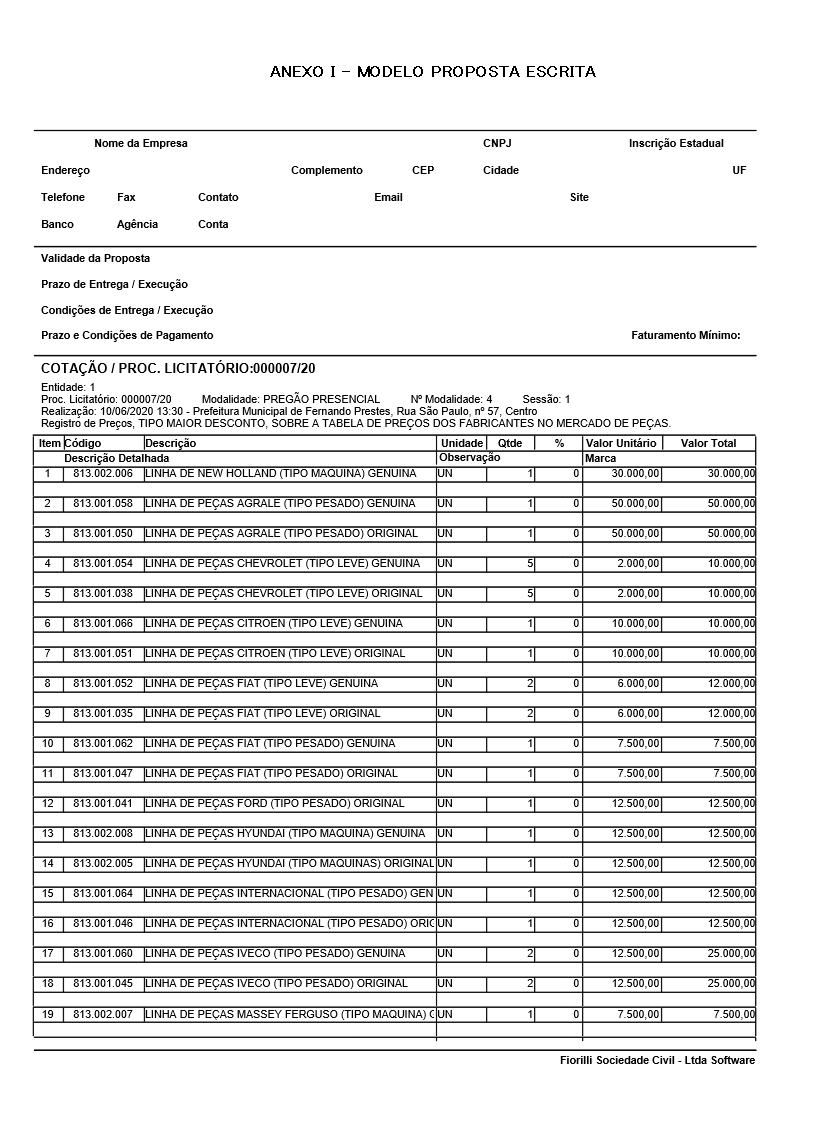 ANEXO I – MODELO PROPOSTA ESCRITA
Nome da Empresa CNPJ Inscrição Estadual
Endereço Complemento CEP Cidade UF
Telefone Fax Contato Email Site
Banco Agência Conta
Validade da Proposta
Prazo de Entrega / Execução
Condições de Entrega / Execução
Prazo e Condições de Pagamento Faturamento Mínimo:
COTAÇÃO / PROC. LICITATÓRIO:000007/20
Entidade: 1
Proc. Licitatório: 000007/20 Modalidade: PREGÃO PRESENCIAL Nº Modalidade: 4 Sessão: 1
Realização: 10/06/2020 13:30 - Prefeitura Municipal de Fernando Prestes, Rua São Paulo, nº 57, Centro
Registro de Preços, TIPO MAIOR DESCONTO, SOBRE A TABELA DE PREÇOS DOS FABRICANTES NO MERCADO DE PEÇAS.
Item Código Descrição Unidade Qtde % Valor Unitário Valor Total
Descrição Detalhada Observação Marca
1 813.002.006 LINHA DE NEW HOLLAND (TIPO MAQUINA) GENUINA UN 1 0 30.000,00 30.000,00
2 813.001.058 LINHA DE PEÇAS AGRALE (TIPO PESADO) GENUINA UN 1 0 50.000,00 50.000,00
3 813.001.050 LINHA DE PEÇAS AGRALE (TIPO PESADO) ORIGINAL UN 1 0 50.000,00 50.000,00
4 813.001.054 LINHA DE PEÇAS CHEVROLET (TIPO LEVE) GENUINA UN 5 0 2.000,00 10.000,00
5 813.001.038 LINHA DE PEÇAS CHEVROLET (TIPO LEVE) ORIGINAL UN 5 0 2.000,00 10.000,00
6 813.001.066 LINHA DE PEÇAS CITROEN (TIPO LEVE) GENUINA UN 1 0 10.000,00 10.000,00
7 813.001.051 LINHA DE PEÇAS CITROEN (TIPO LEVE) ORIGINAL UN 1 0 10.000,00 10.000,00
8 813.001.052 LINHA DE PEÇAS FIAT (TIPO LEVE) GENUINA UN 2 0 6.000,00 12.000,00
9 813.001.035 LINHA DE PEÇAS FIAT (TIPO LEVE) ORIGINAL UN 2 0 6.000,00 12.000,00
10 813.001.062 LINHA DE PEÇAS FIAT (TIPO PESADO) GENUINA UN 1 0 7.500,00 7.500,00
11 813.001.047 LINHA DE PEÇAS FIAT (TIPO PESADO) ORIGINAL UN 1 0 7.500,00 7.500,00
12 813.001.041 LINHA DE PEÇAS FORD (TIPO PESADO) ORIGINAL UN 1 0 12.500,00 12.500,00
13 813.002.008 LINHA DE PEÇAS HYUNDAI (TIPO MAQUINA) GENUINA UN 1 0 12.500,00 12.500,00
14 813.002.005 LINHA DE PEÇAS HYUNDAI (TIPO MAQUINAS) ORIGINAL UN 1 0 12.500,00 12.500,00
15 813.001.064 LINHA DE PEÇAS INTERNACIONAL (TIPO PESADO) GEN UN 1 0 12.500,00 12.500,00
16 813.001.046 LINHA DE PEÇAS INTERNACIONAL (TIPO PESADO) ORIG UN 1 0 12.500,00 12.500,00
17 813.001.060 LINHA DE PEÇAS IVECO (TIPO PESADO) GENUINA UN 2 0 12.500,00 25.000,00
18 813.001.045 LINHA DE PEÇAS IVECO (TIPO PESADO) ORIGINAL UN 2 0 12.500,00 25.000,00
19 813.002.007 LINHA DE PEÇAS MASSEY FERGUSO (TIPO MAQUINA) UN 1 0 7.500,00 7.500,00
Fiorilli Sociedade Civil - Ltda Software